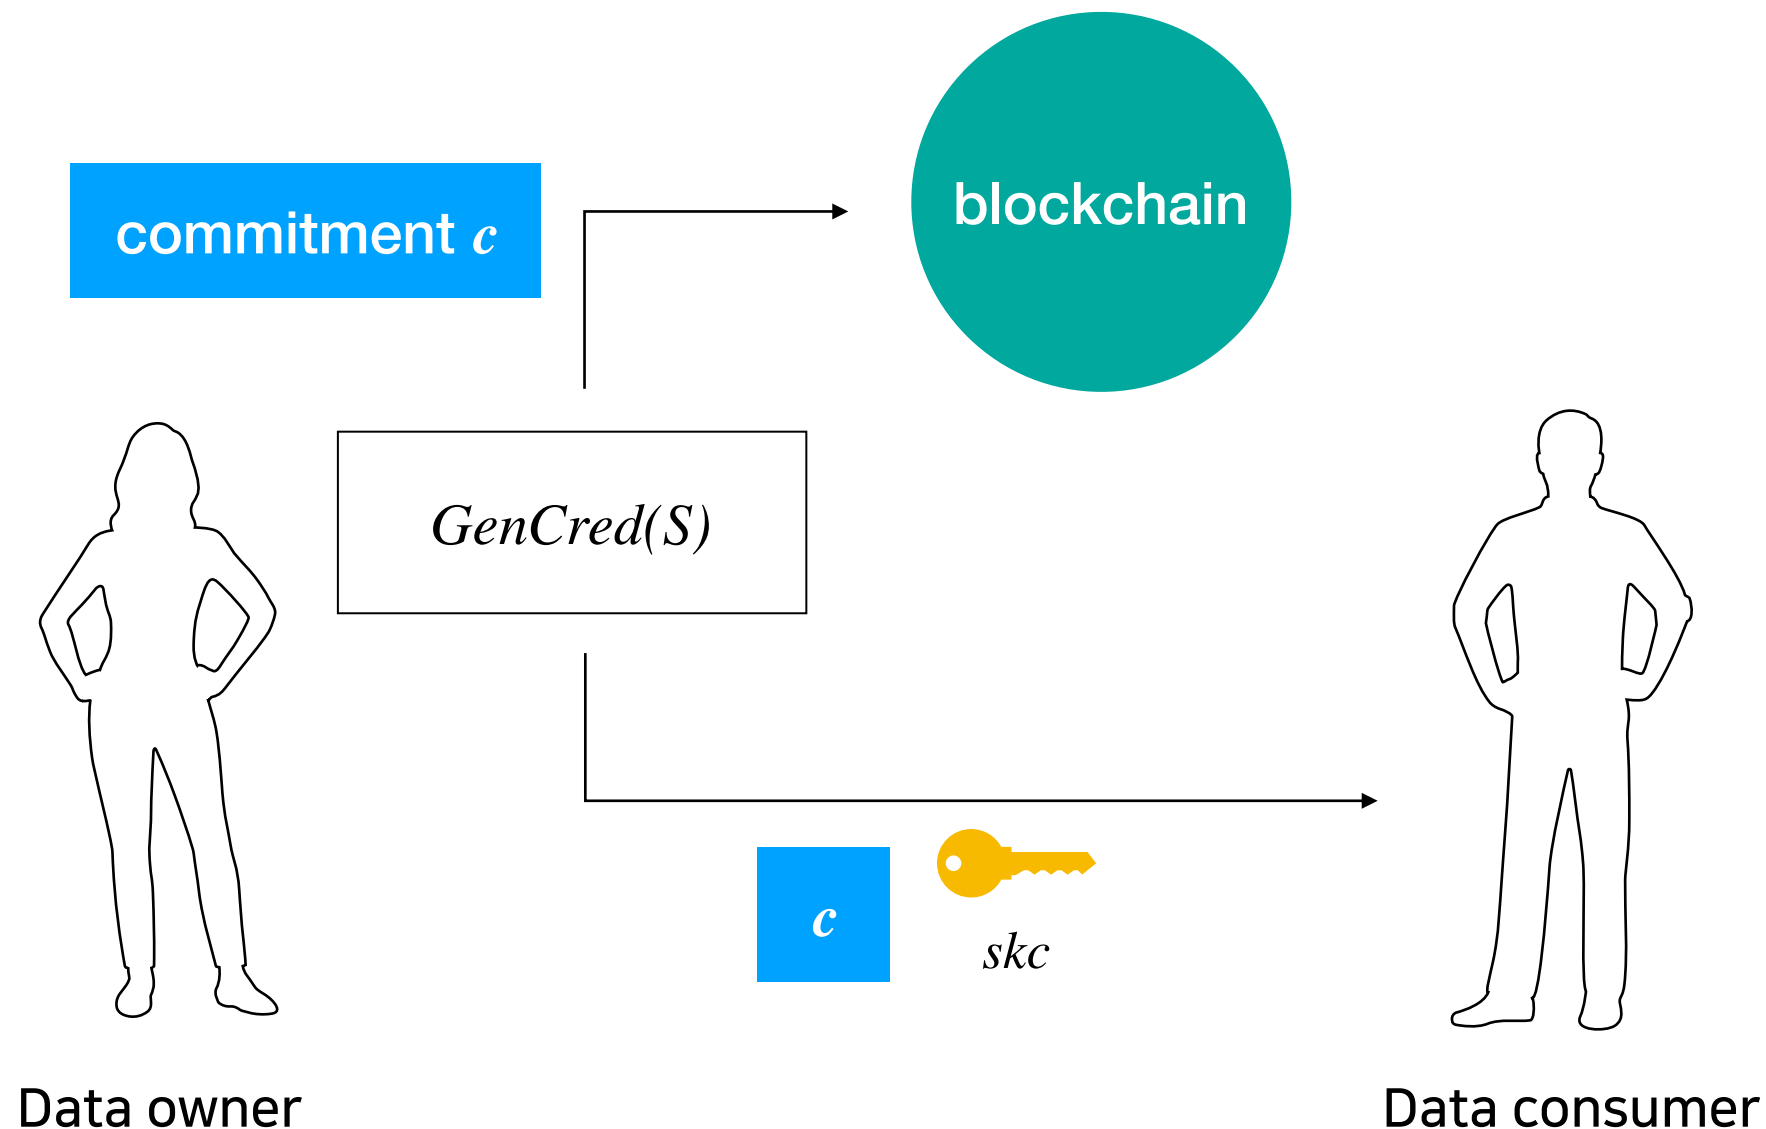 blockchain
commitment c
GenCred(S)
c
skc
Data owner
Data consumer